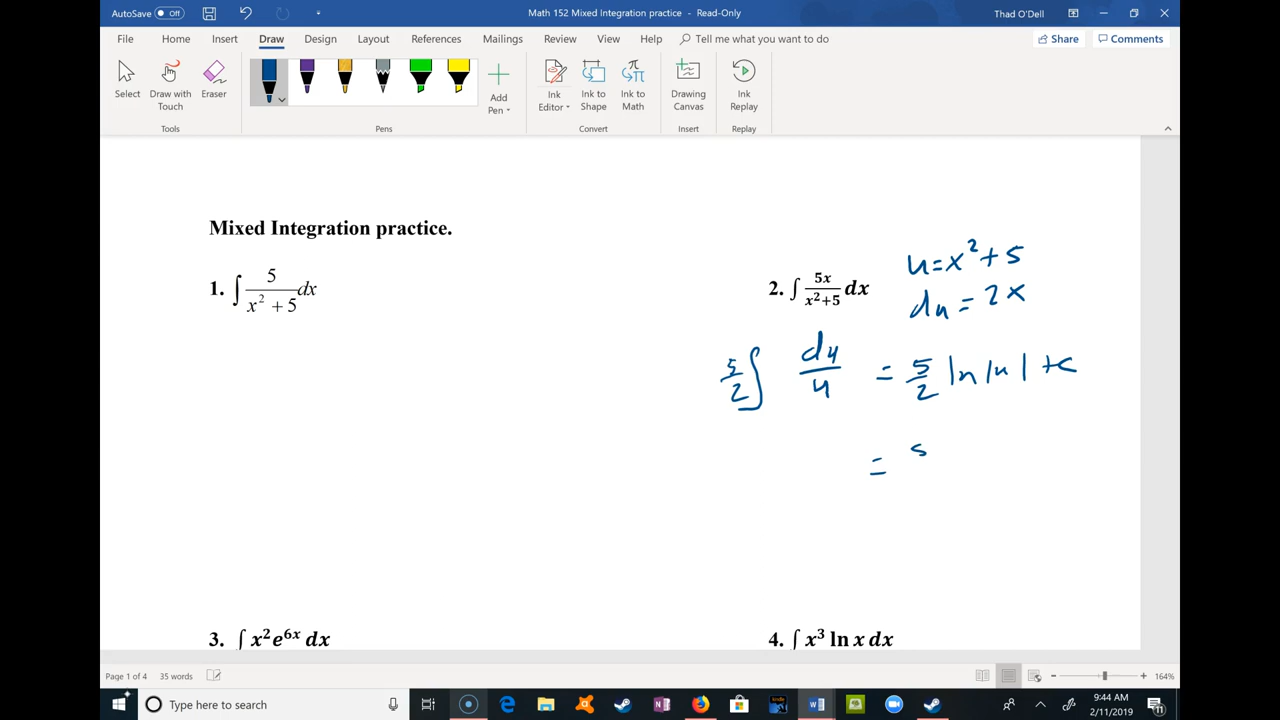 AutoSave Off
Math 152 Mixed Integration practice - Read-Only
Thad O'Dell
File Home Insert Draw Design Layout References Mailings Review View Help Tell me what you want to do
Share Comments
Select Draw with Touch Eraser
Add Pen
Ink Editor Ink to Shape Ink to Math
Drawing Canvas
Ink Replay
Tools Pens Convert Insert Replay
Mixed Integration practice.
1. ∫ 5/(x² + 5) dx
2. ∫ 5x/(x²+5) dx
u = x² + 5
du = 2x
5/2 ∫ du/u = 5/2 ln|u| + c
= 5
3. ∫ x²e⁶ˣ dx
4. ∫ x³ ln x dx
Page 1 of 4 35 words
164%
Type here to search
9:44 AM
2/11/2019
11